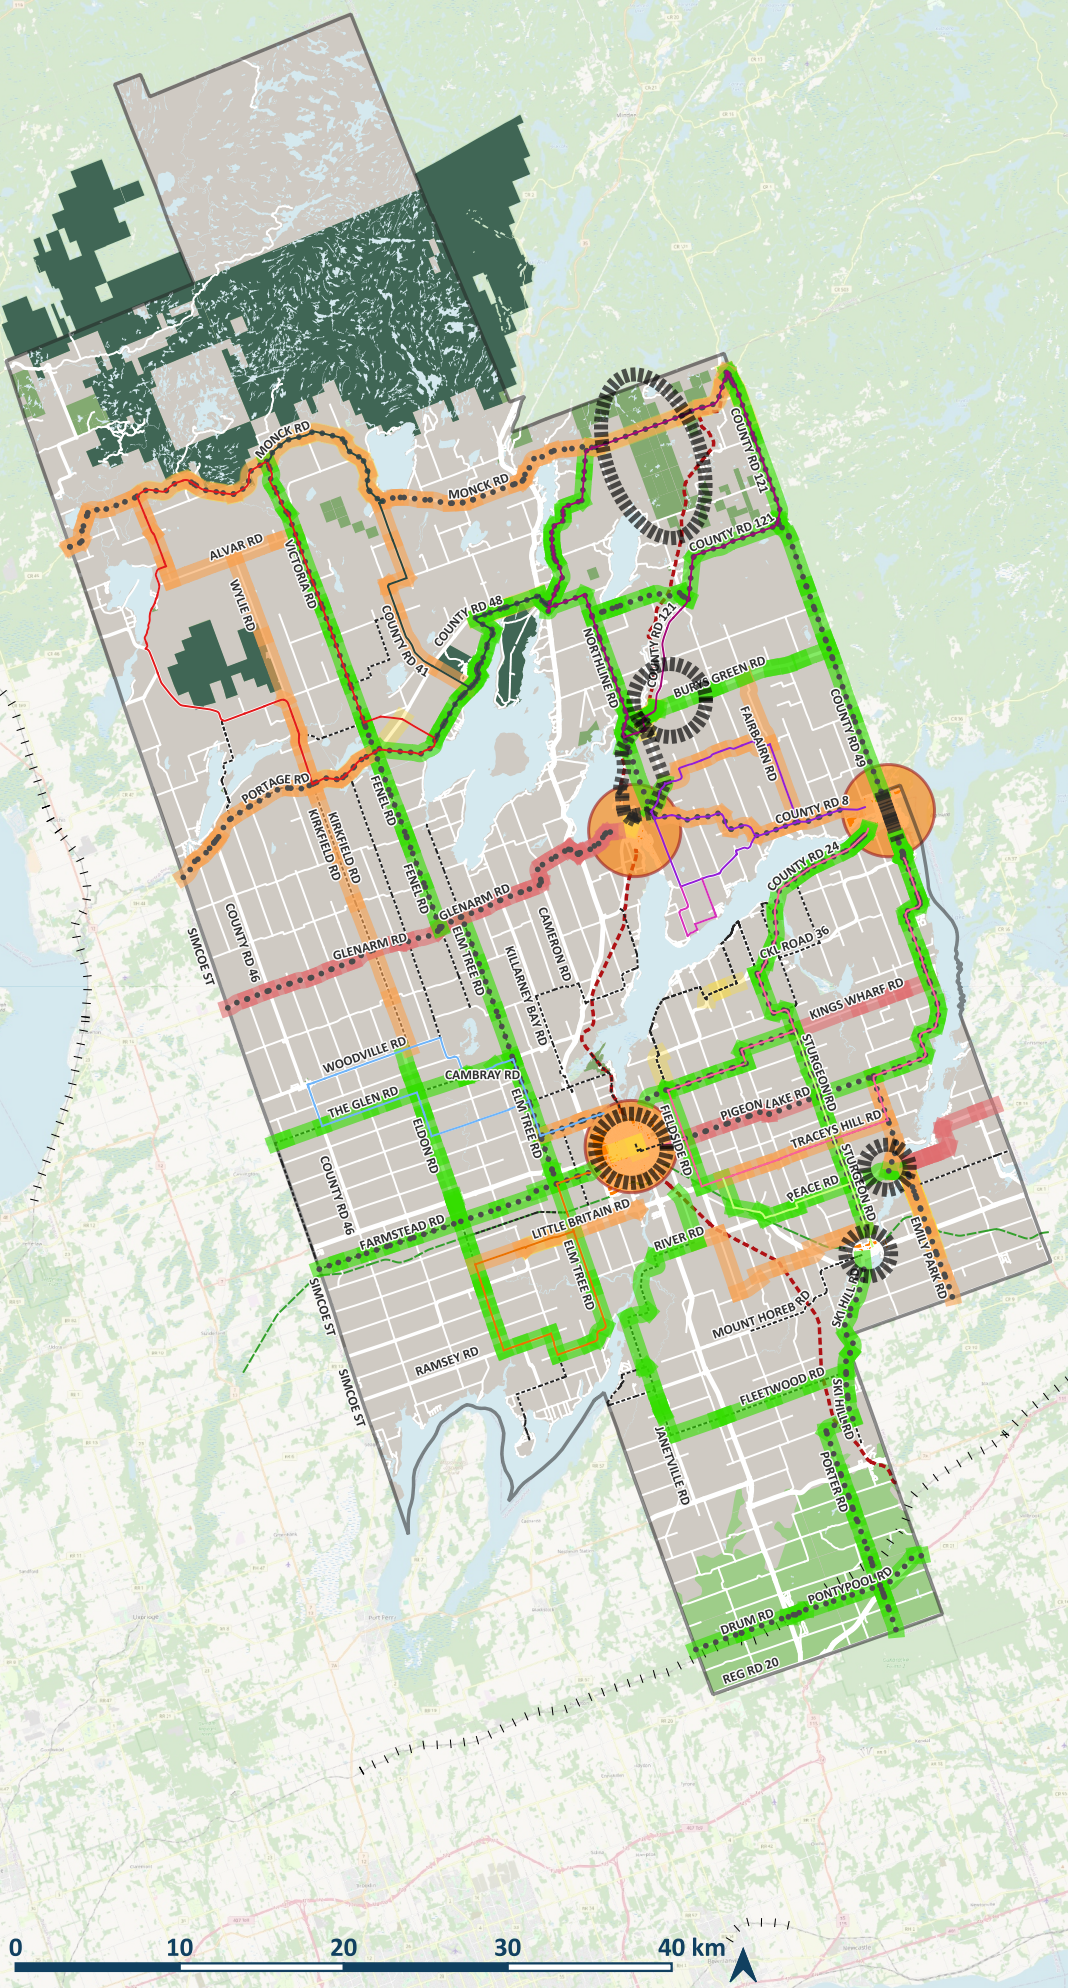 MONCK RD
MONCK RD
COUNTY RD 121
COUNTY RD 121
ALVAR RD
VICTORIA RD
WYLIE RD
COUNTY RD 48
COUNTY RD 41
NORTHLINE RD
COUNTY RD 121
BURYS GREEN RD
COUNTY RD 49
FAIRBAIRN RD
PORTAGE RD
FENEL RD
COUNTY RD 8
KIRKFIELD RD
KIRKFIELD RD
FENEL RD
COUNTY RD 24
GLENARM RD
GLENARM RD
COUNTY RD 46
CAMERON RD
CKL ROAD 36
SIMCOE ST
ELM TREE RD
KILLARNEY BAY RD
KINGS WHARF RD
WOODVILLE RD
CAMBRAY RD
STURGEON RD
THE GLEN RD
PIGEON LAKE RD
ELM TREE RD
FIELDSIDE RD
TRACEYS HILL RD
ELDON RD
COUNTY RD 46
STURGEON RD
PEACE RD
FARMSTEAD RD
LITTLE BRITAIN RD
RIVER RD
EMILY PARK RD
ELM TREE RD
SIMCOE ST
SKI HILL RD
MOUNT HOREB RD
RAMSEY RD
SIMCOE ST
FLEETWOOD RD
SKI HILL RD
JANETVILLE RD
PORTER RD
PONTYPOOL RD
DRUM RD
REG RD 20
0 10 20 30 40 km